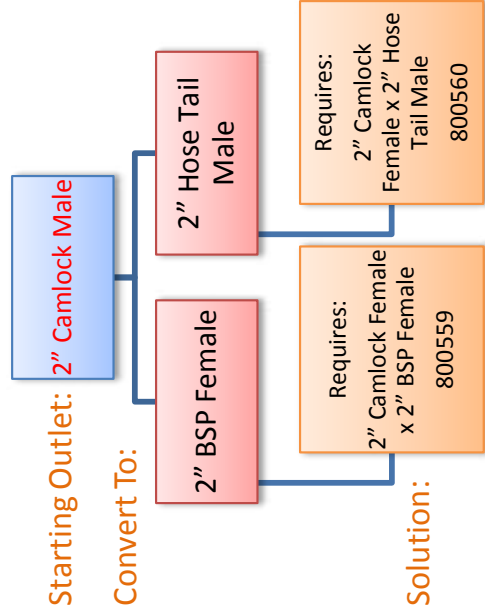 Starting Outlet:
2” Camlock Male
Convert To:
2” BSP Female
2” Hose Tail
Male
Solution:
Requires:
2” Camlock Female
x 2” BSP Female
800559
Requires:
2” Camlock
Female x 2” Hose
Tail Male
800560